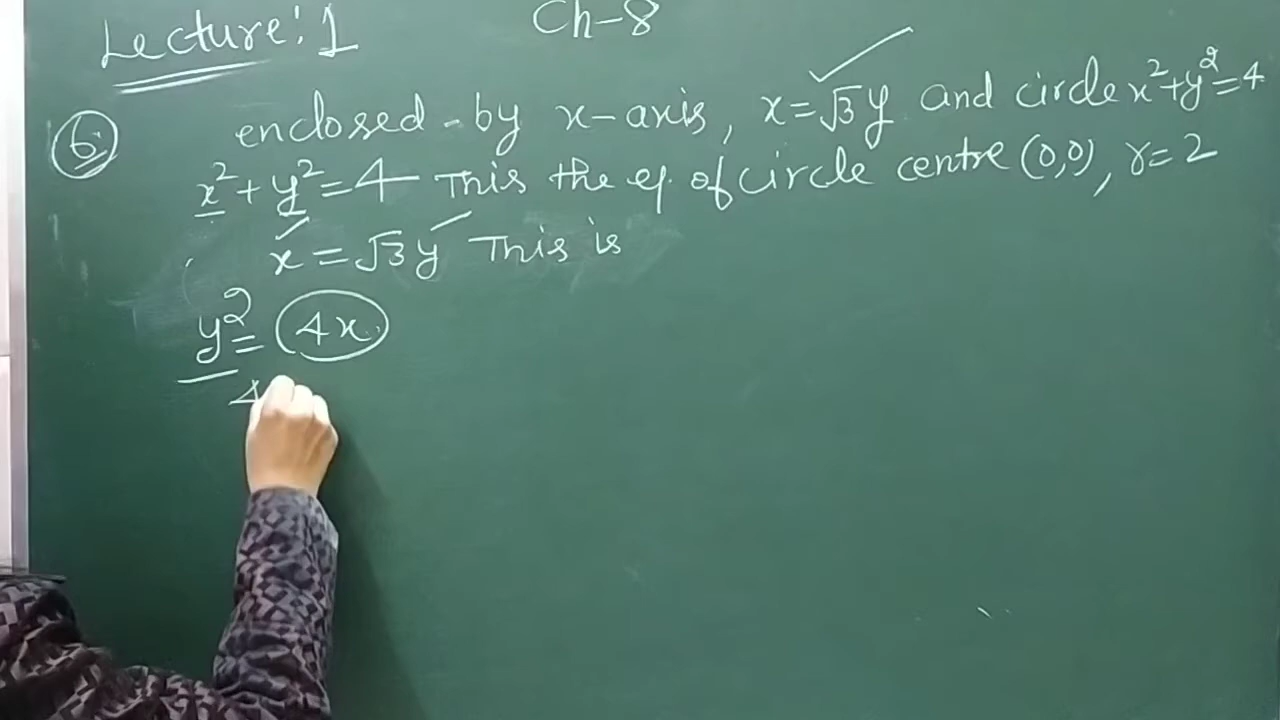 Lecture: 1
Ch-8
6 enclosed by x-axis, x=√3y and circle x²+y²=4
x²+y²=4 This the eq. of circle centre (0,0), r=2
x=√3y This is
y²=4x
4